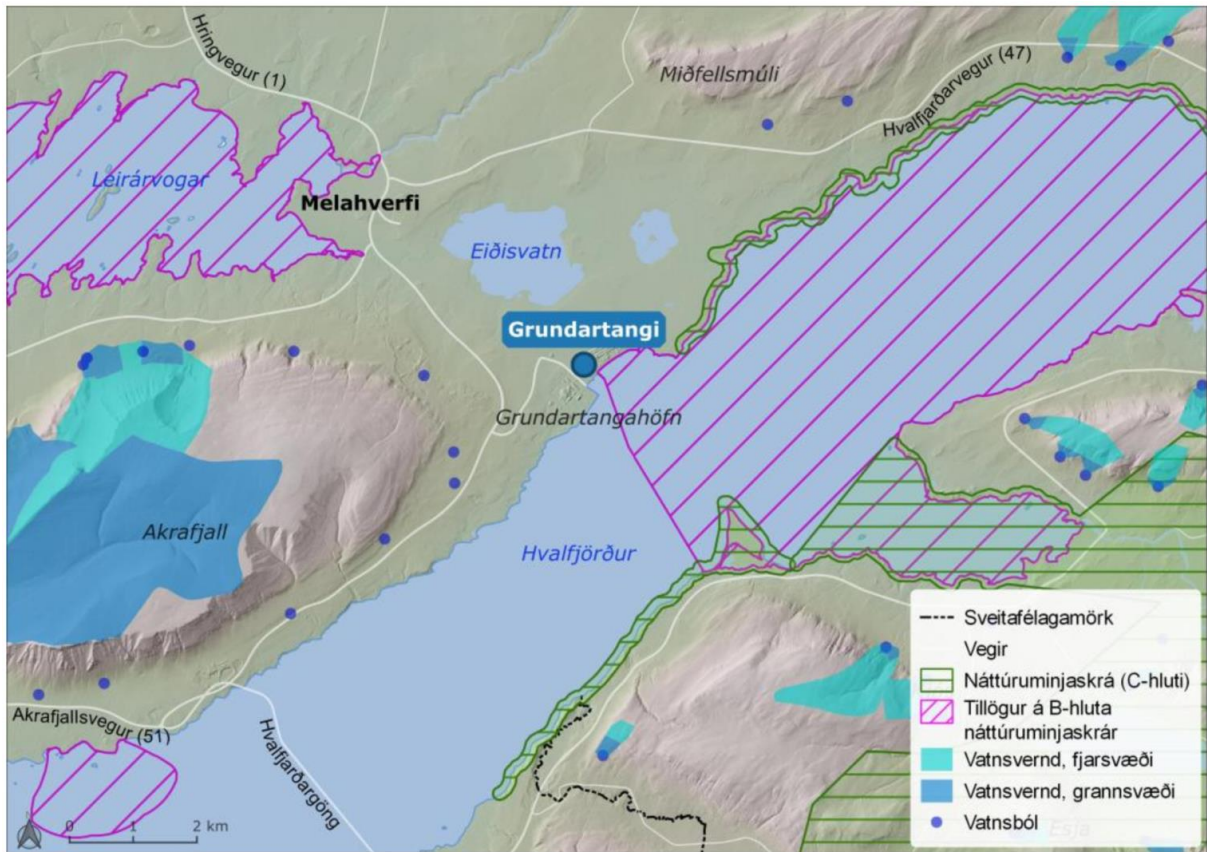 Hringvegur (1)
Miðfellsmúli
Hvalfjarðarvegur (47)
Leirárvogar
Melahverfi
Eiðisvatn
Grundartangi
Grundartangahöfn
Akrafjall
Hvalfjörður
Akrafjallsvegur (51)
Hvalfjarðargöng
0 1 2 km
Sveitafélagamörk
Vegir
Náttúruminjaskrá (C-hluti)
Tillögur á B-hluta
náttúruminjaskrár
Vatnsvernd, fjarsvæði
Vatnsvernd, grannsvæði
Vatnsból
Esja